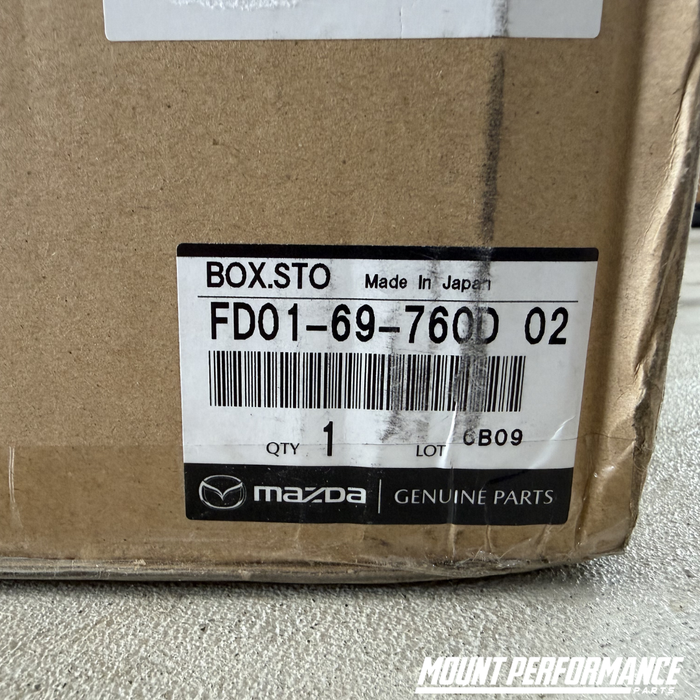 BOX.STO Made In Japan
FD01-69-760D 02
QTY 1 LOT 6B09
mazda GENUINE PARTS
MOUNT PERFORMANCE
PARTS